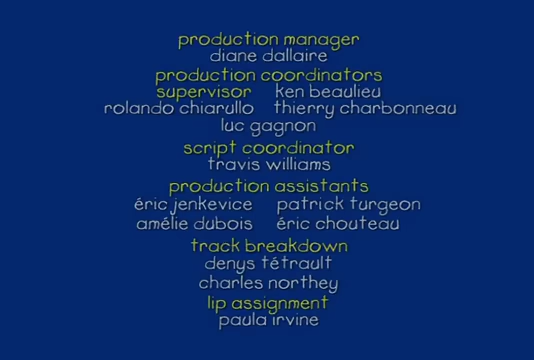 production manager
diane dallaire
production coordinators
supervisor ken beaulieu
rolando chiarullo thierry charbonneau
luc gagnon
script coordinator
travis williams
production assistants
éric jenkevice patrick turgeon
amélie dubois éric chouteau
track breakdown
denys tétrault
charles northey
lip assignment
paula irvine